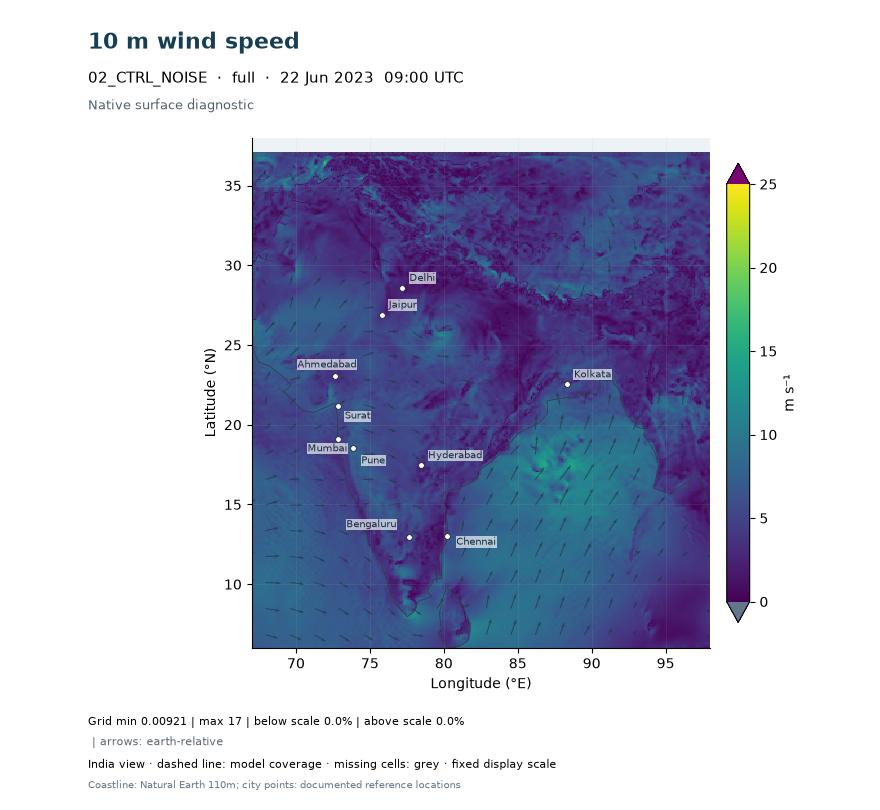 10 m wind speed
02_CTRL_NOISE · full · 22 Jun 2023 09:00 UTC
Native surface diagnostic
35
30
25
20
15
10
Latitude (°N)
70
75
80
85
90
95
Longitude (°E)
Delhi
Jaipur
Ahmedabad
Surat
Mumbai
Pune
Hyderabad
Kolkata
Bengaluru
Chennai
25
20
15
10
5
0
m s⁻¹
Grid min 0.00921 | max 17 | below scale 0.0% | above scale 0.0%
| arrows: earth-relative
India view · dashed line: model coverage · missing cells: grey · fixed display scale
Coastline: Natural Earth 110m; city points: documented reference locations